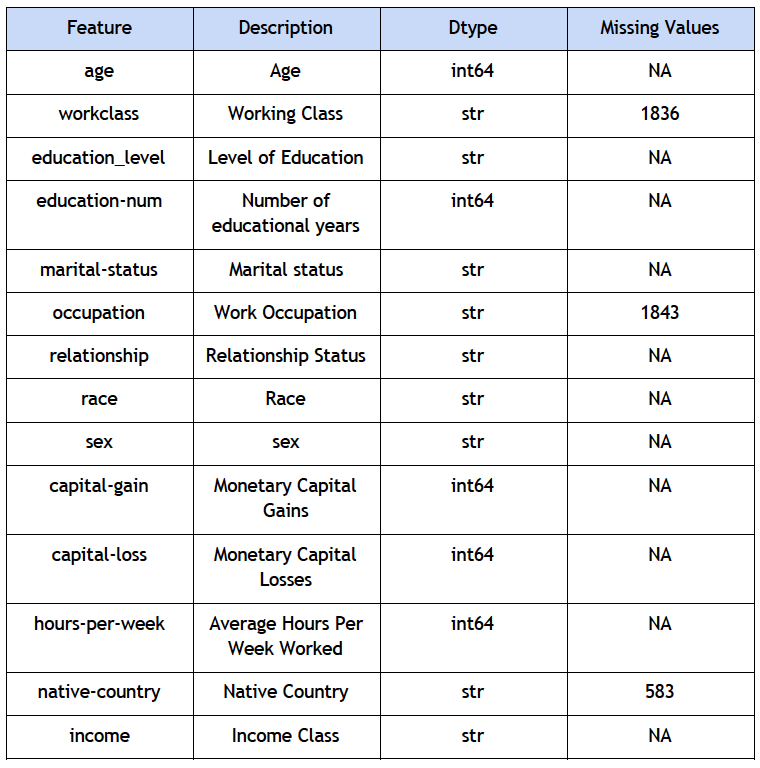 Feature Description Dtype Missing Values
age Age int64 NA
workclass Working Class str 1836
education_level Level of Education str NA
education-num Number of int64 NA
educational years
marital-status Marital status str NA
occupation Work Occupation str 1843
relationship Relationship Status str NA
race Race str NA
sex sex str NA
capital-gain Monetary Capital int64 NA
Gains
capital-loss Monetary Capital int64 NA
Losses
hours-per-week Average Hours Per int64 NA
Week Worked
native-country Native Country str 583
income Income Class str NA